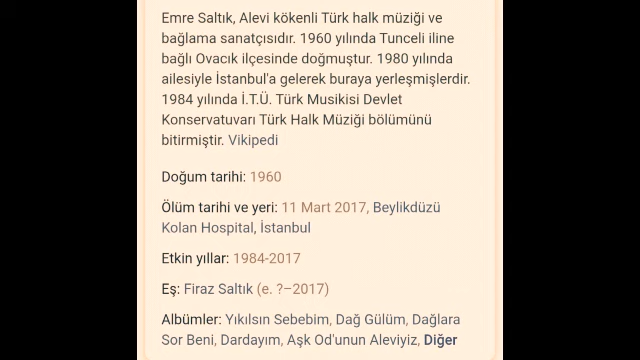 Emre Saltık, Alevi kökenli Türk halk müziği ve
bağlama sanatçısıdır. 1960 yılında Tunceli iline
bağlı Ovacık ilçesinde doğmuştur. 1980 yılında
ailesiyle İstanbul'a gelerek buraya yerleşmişlerdir.
1984 yılında İ.T.Ü. Türk Musikisi Devlet
Konservatuvarı Türk Halk Müziği bölümünü
bitirmiştir. Vikipedi
Doğum tarihi: 1960
Ölüm tarihi ve yeri: 11 Mart 2017, Beylikdüzü
Kolan Hospital, İstanbul
Etkin yıllar: 1984-2017
Eş: Firaz Saltık (e. ?–2017)
Albümler: Yıkılsın Sebebim, Dağ Gülüm, Dağlara
Sor Beni, Dardayım, Aşk Od'unun Aleviyiz, Diğer